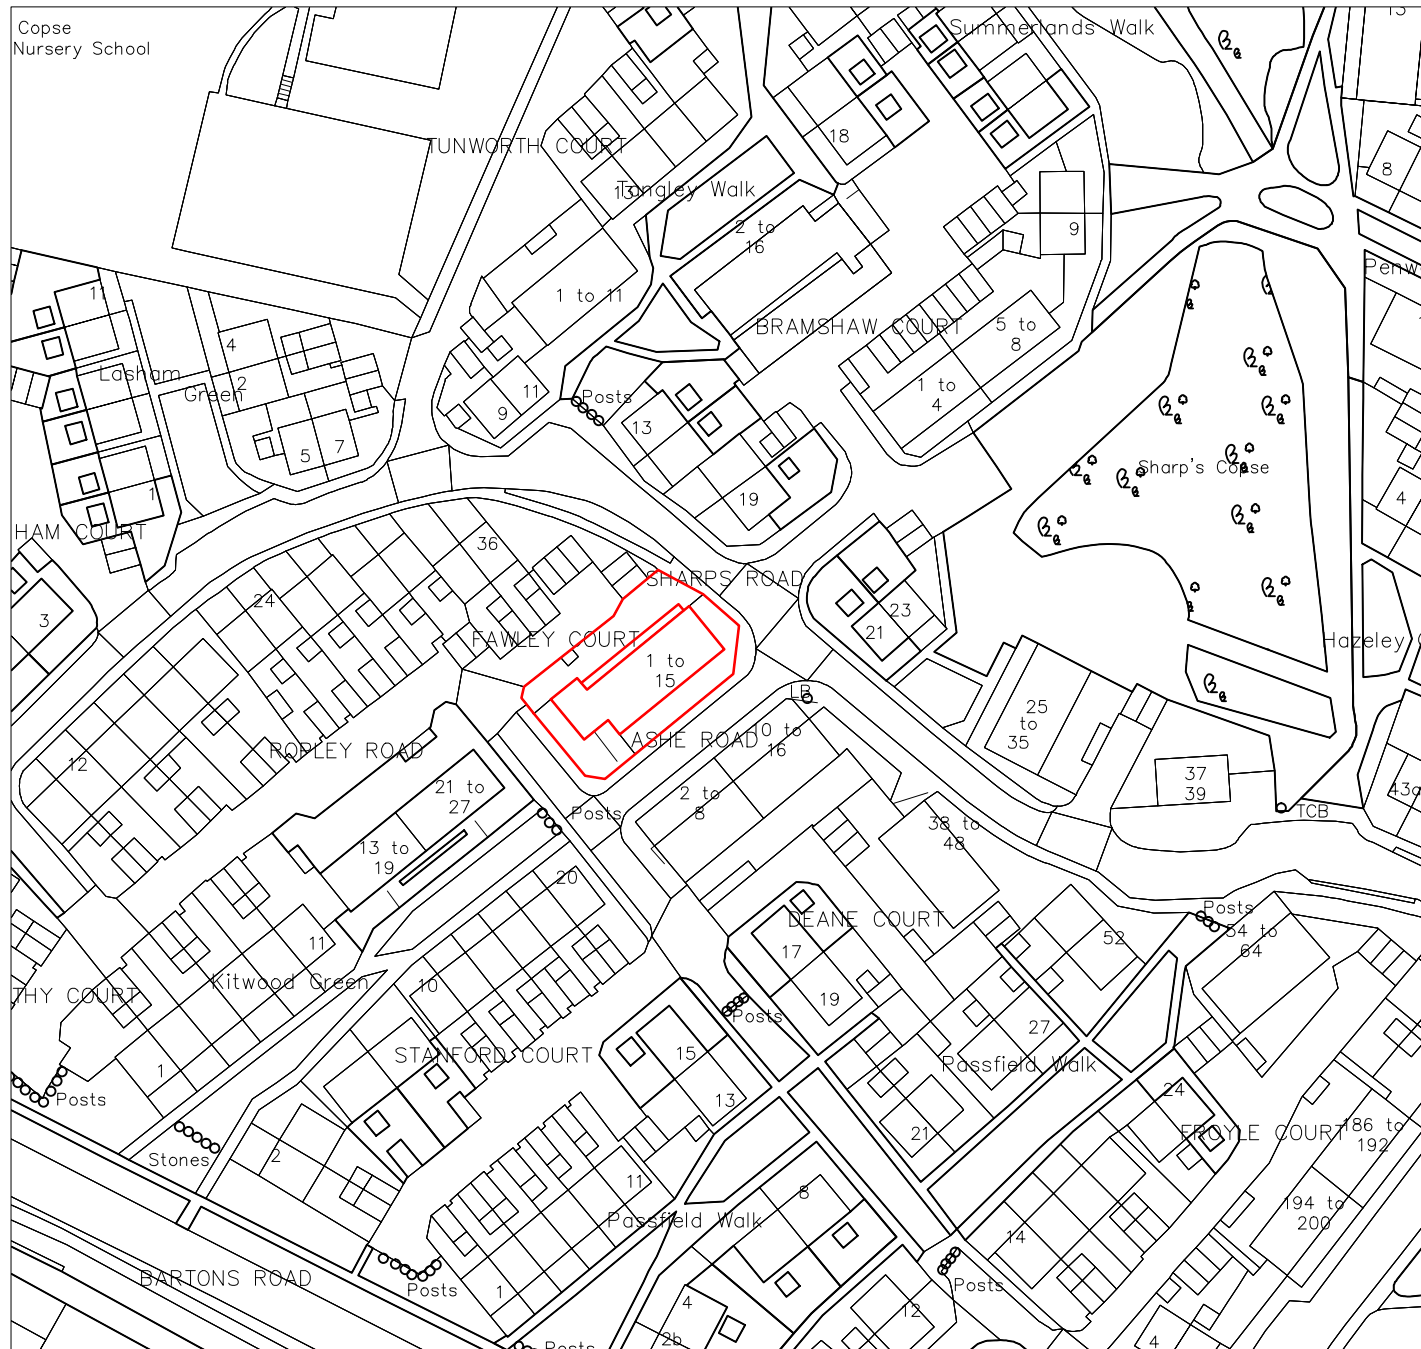 Copse
Nursery School
Summerlands Walk
13
TUNWORTH COURT
18
8
13
Tangley Walk
2 to
16
9
Penw
11
1 to 11
BRAMSHAW COURT
5 to
8
4
Lasham
Green
2
11
9
Posts
1 to
4
13
5
7
Sharp's Copse
1
19
4
HAM COURT
36
SHARPS ROAD
24
23
21
3
FAWLEY COURT
Hazeley
1 to
15
LB
25
to
35
ROPLEY ROAD
ASHE ROAD
10 to
16
12
37
39
21 to
27
2 to
8
43a
Posts
TCB
38 to
48
13 to
19
20
Posts
DEANE COURT
54 to
64
52
11
17
Kitwood Green
10
19
THY COURT
Posts
27
STANFORD COURT
15
Passfield Walk
1
24
Posts
13
21
FROYLE COURT
186 to
192
Stones
2
11
8
194 to
200
Passfield Walk
14
BARTONS ROAD
Posts
1
Posts
4
12
2b
4
Posts